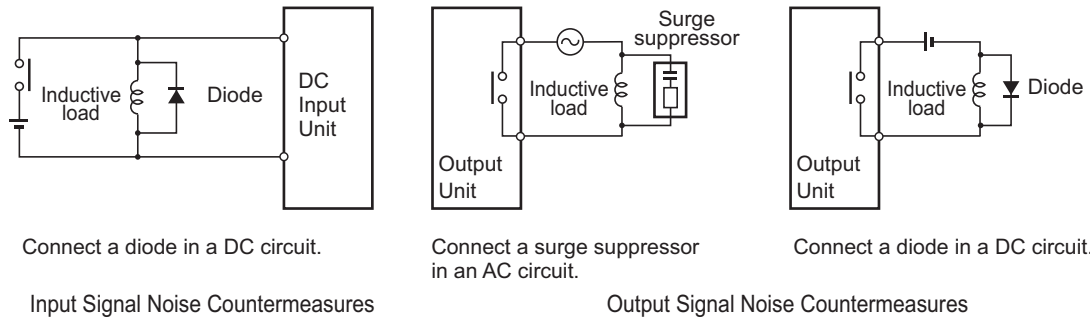 Inductive
load
Diode
DC
Input
Unit
Connect a diode in a DC circuit.
Input Signal Noise Countermeasures
Surge
suppressor
Inductive
load
Output
Unit
Connect a surge suppressor
in an AC circuit.
Inductive
load
Diode
Output
Unit
Connect a diode in a DC circuit.
Output Signal Noise Countermeasures